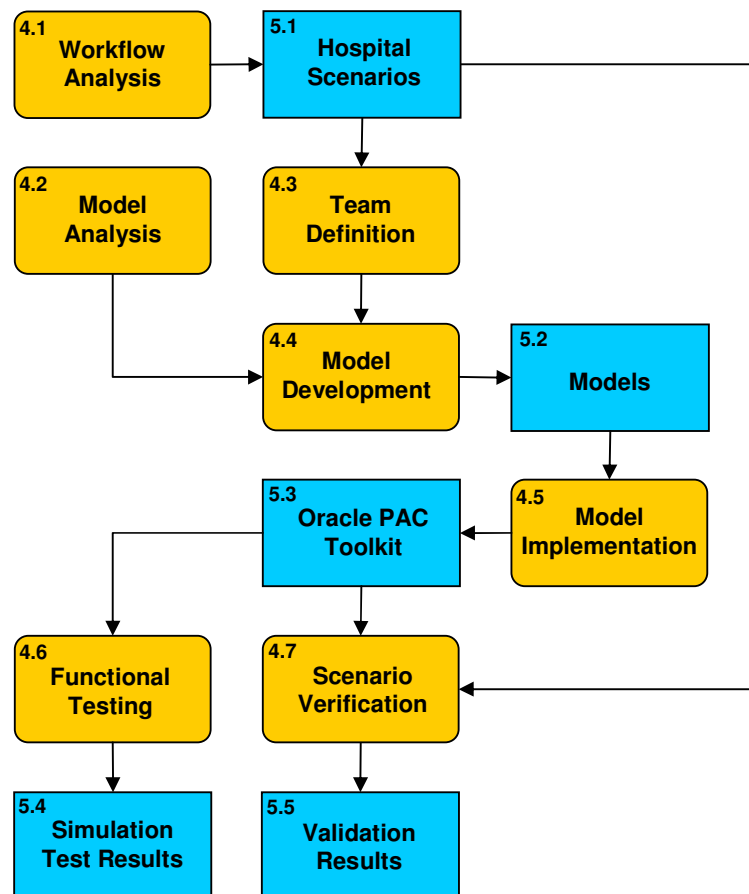 4.1
Workflow
Analysis
5.1
Hospital
Scenarios
4.2
Model
Analysis
4.3
Team
Definition
4.4
Model
Development
5.2
Models
5.3
Oracle PAC
Toolkit
4.5
Model
Implementation
4.6
Functional
Testing
4.7
Scenario
Verification
5.4
Simulation
Test Results
5.5
Validation
Results